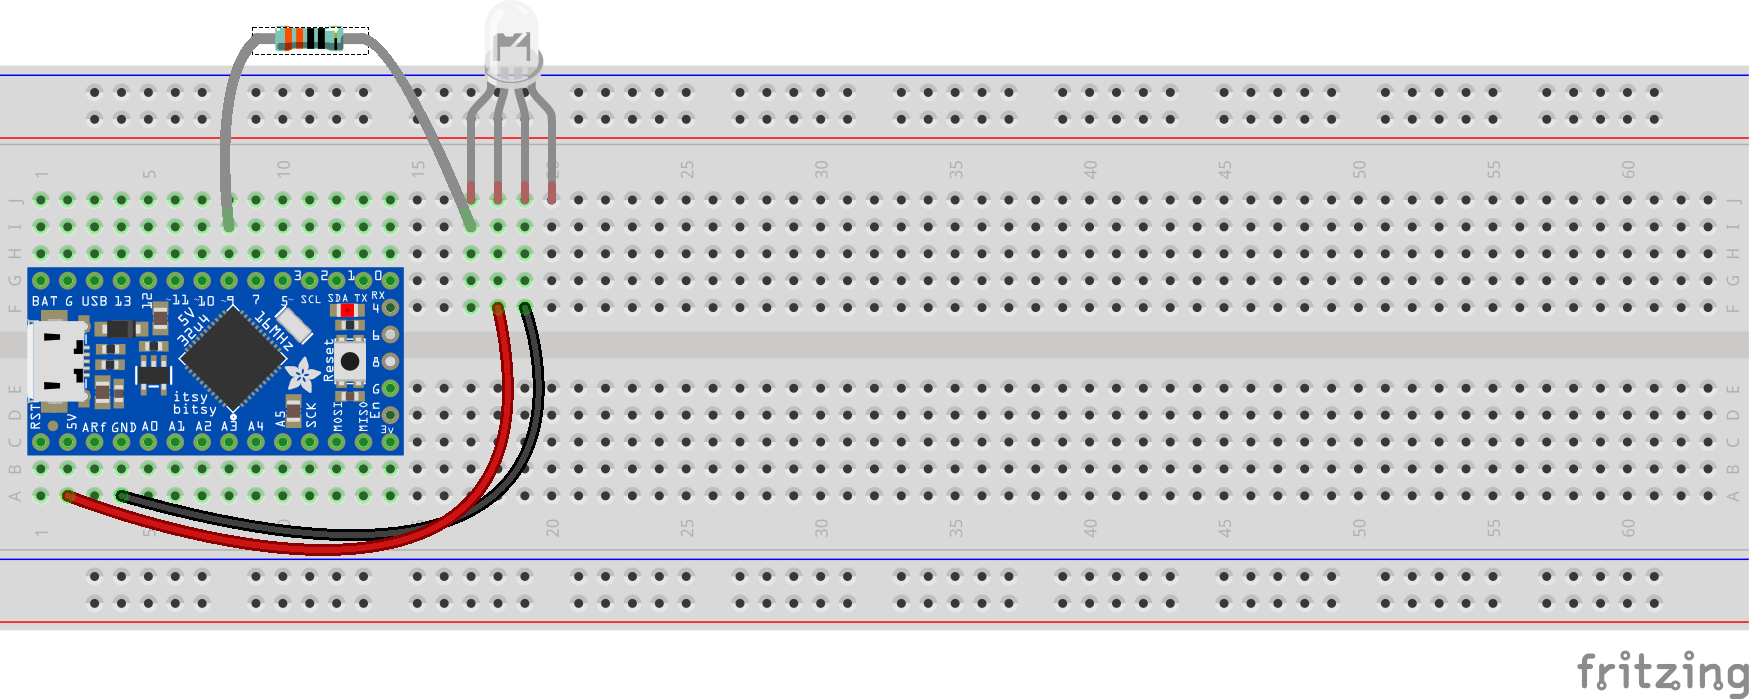 1 5 10 15 20 25 30 35 40 45 50 55 60
J J
I I
H H
G G
F F
3 2 1 0
BAT G USB 13 12 ~11 ~10 ~9 7 5~ SCL SDA TX RX
4
5V
32u4
16MHz
6
Reset
8
G
itsy
bitsy
En
RST 5V ARf GND A0 A1 A2 A3 A4 A5 SCK MOSI MISO 3v
E E
D D
C C
B B
A A
1 5 20 25 30 35 40 45 50 55 60
fritzing